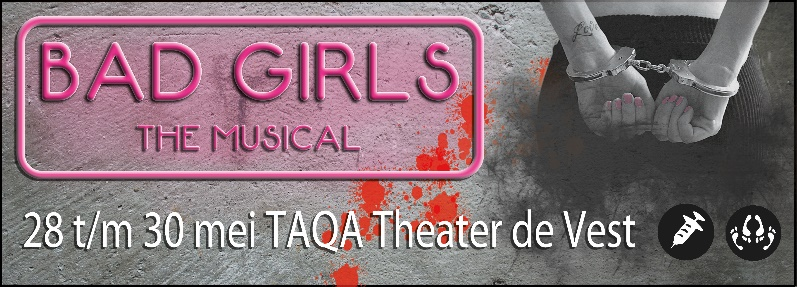 BAD GIRLS
THE MUSICAL
28 t/m 30 mei TAQA Theater de Vest